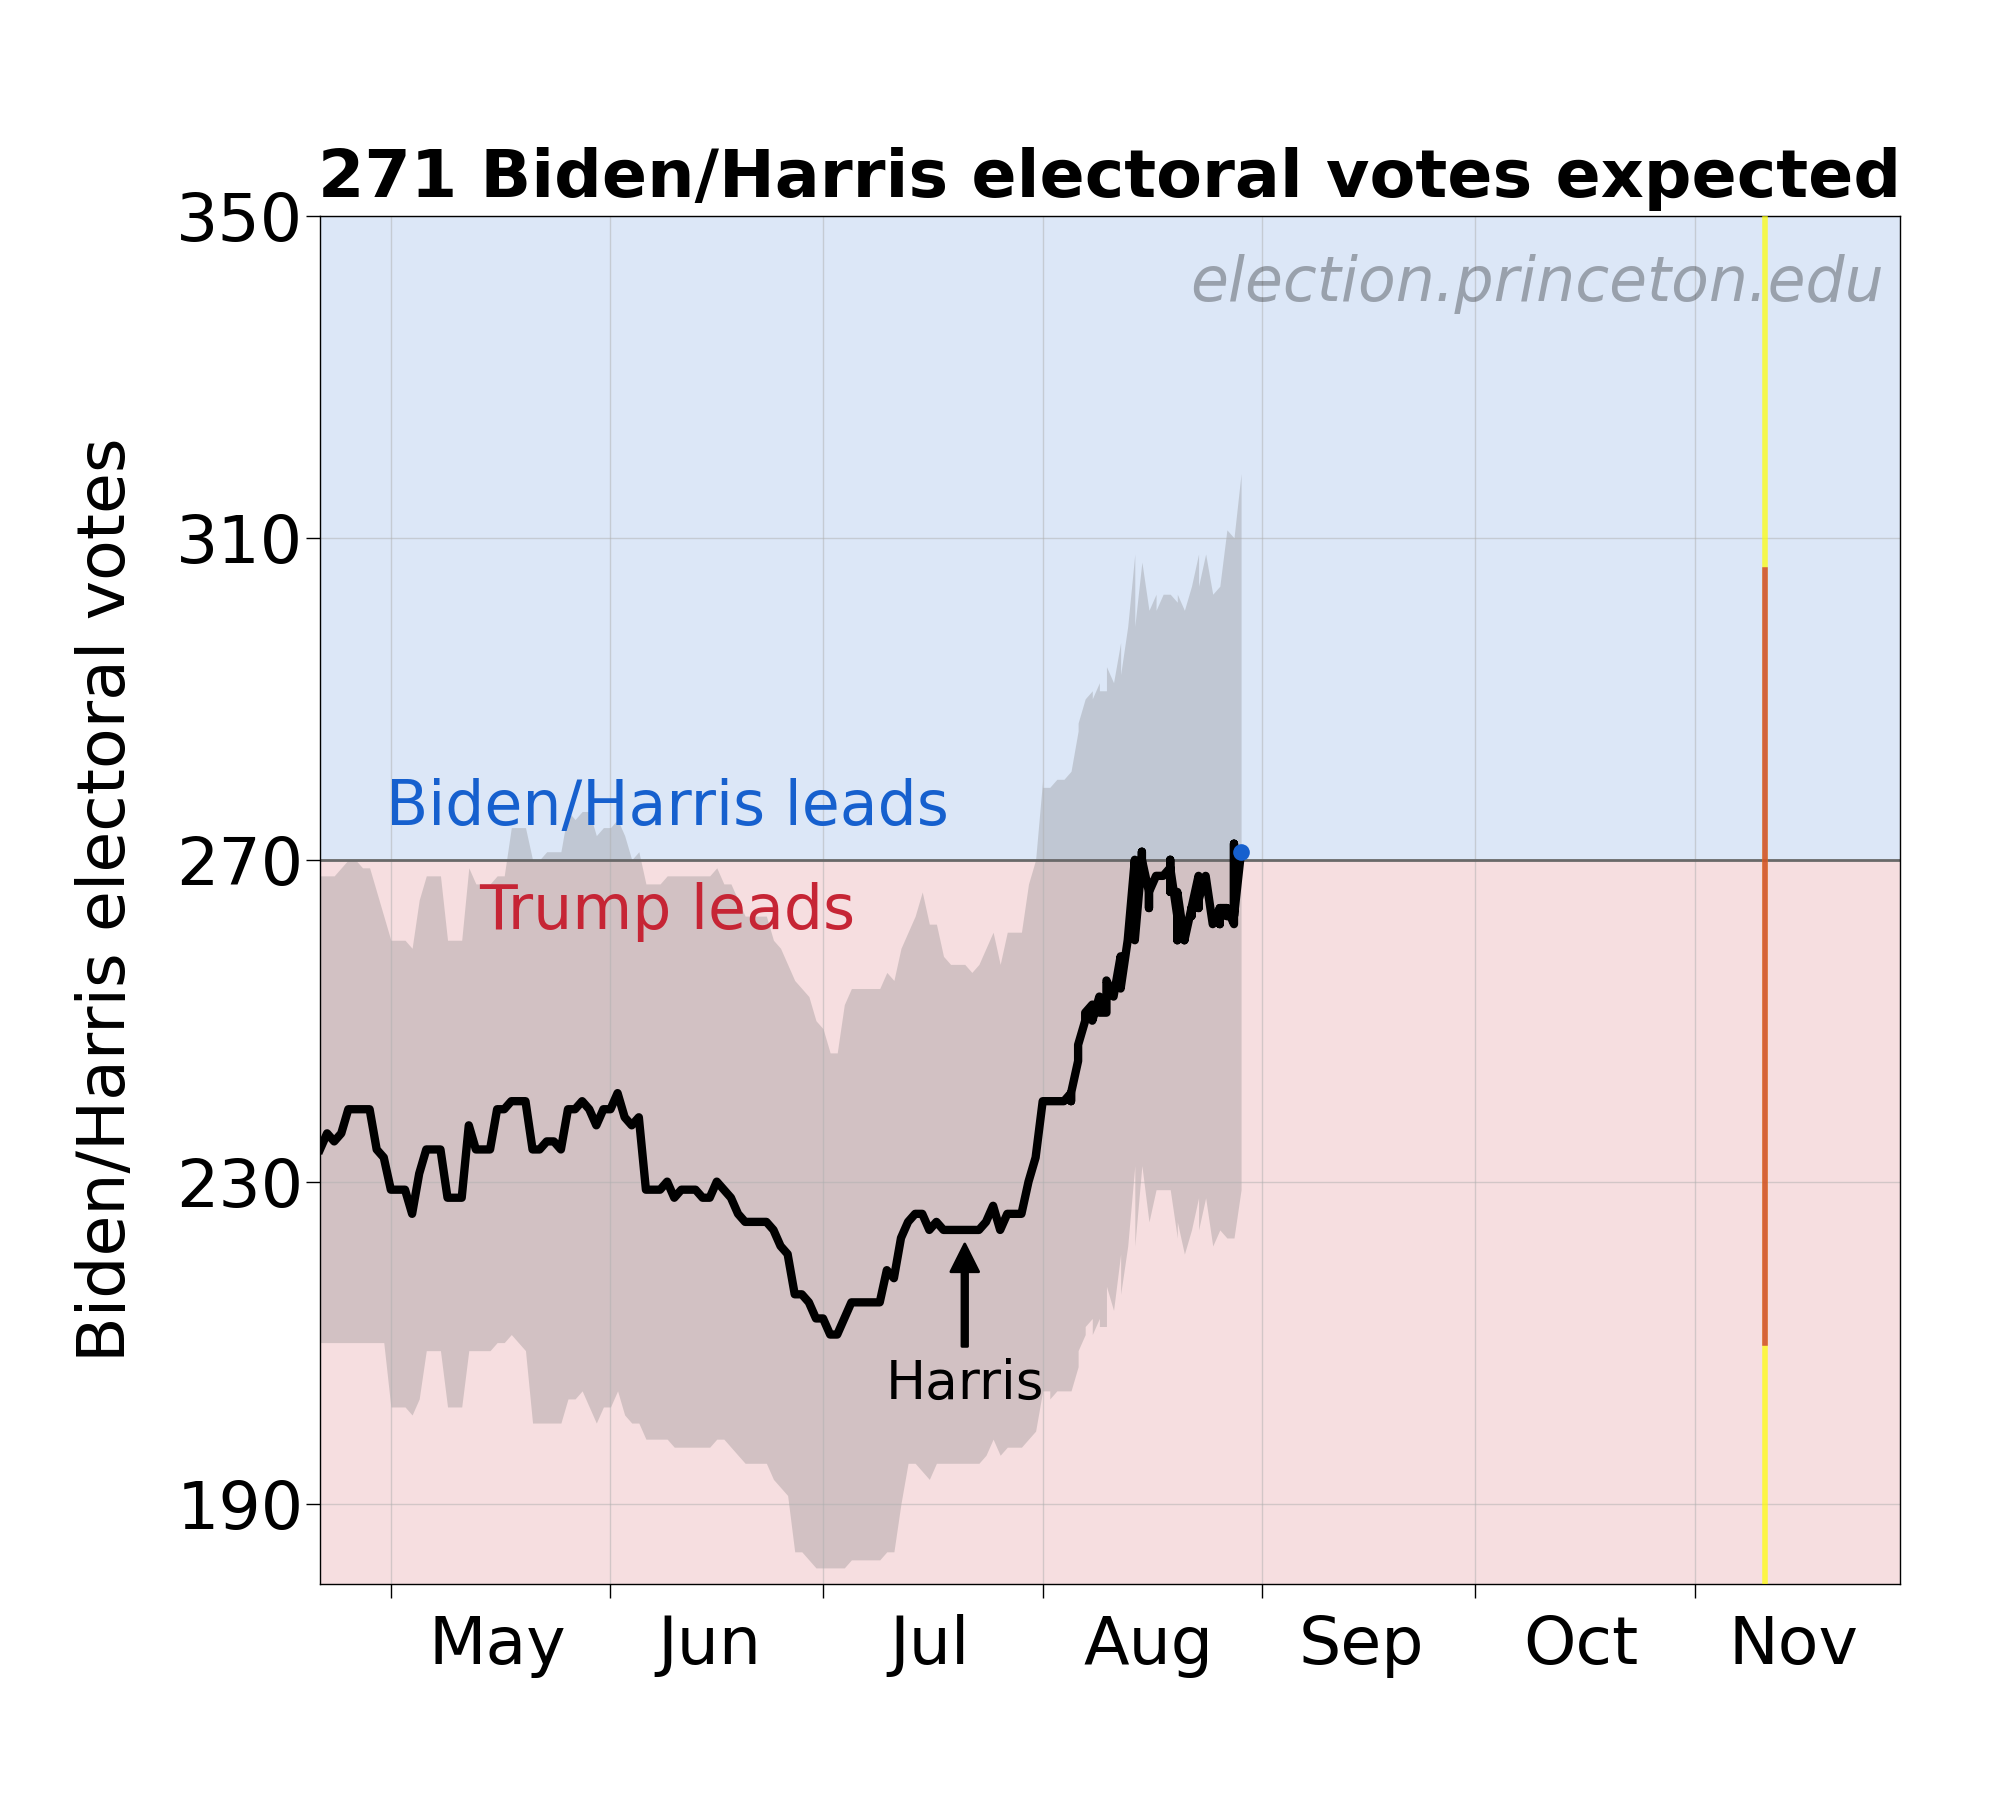 271 Biden/Harris electoral votes expected
election.princeton.edu
Biden/Harris electoral votes
350
310
270
230
190
Biden/Harris leads
Trump leads
Harris
May Jun Jul Aug Sep Oct Nov